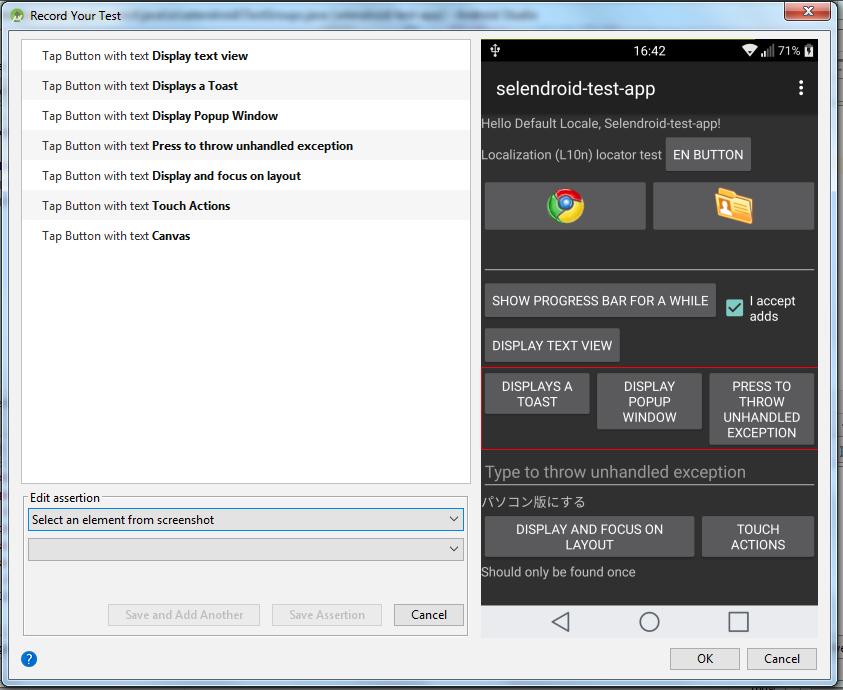 Record Your Test
Tap Button with text Display text view
Tap Button with text Displays a Toast
Tap Button with text Display Popup Window
Tap Button with text Press to throw unhandled exception
Tap Button with text Display and focus on layout
Tap Button with text Touch Actions
Tap Button with text Canvas
Edit assertion
Select an element from screenshot
Save and Add Another
Save Assertion
Cancel
16:42
71%
selendroid-test-app
Hello Default Locale, Selendroid-test-app!
Localization (L10n) locator test
EN BUTTON
SHOW PROGRESS BAR FOR A WHILE
I accept
adds
DISPLAY TEXT VIEW
DISPLAYS A
TOAST
DISPLAY
POPUP
WINDOW
PRESS TO
THROW
UNHANDLED
EXCEPTION
Type to throw unhandled exception
パソコン版にする
DISPLAY AND FOCUS ON
LAYOUT
TOUCH
ACTIONS
Should only be found once
?
OK
Cancel